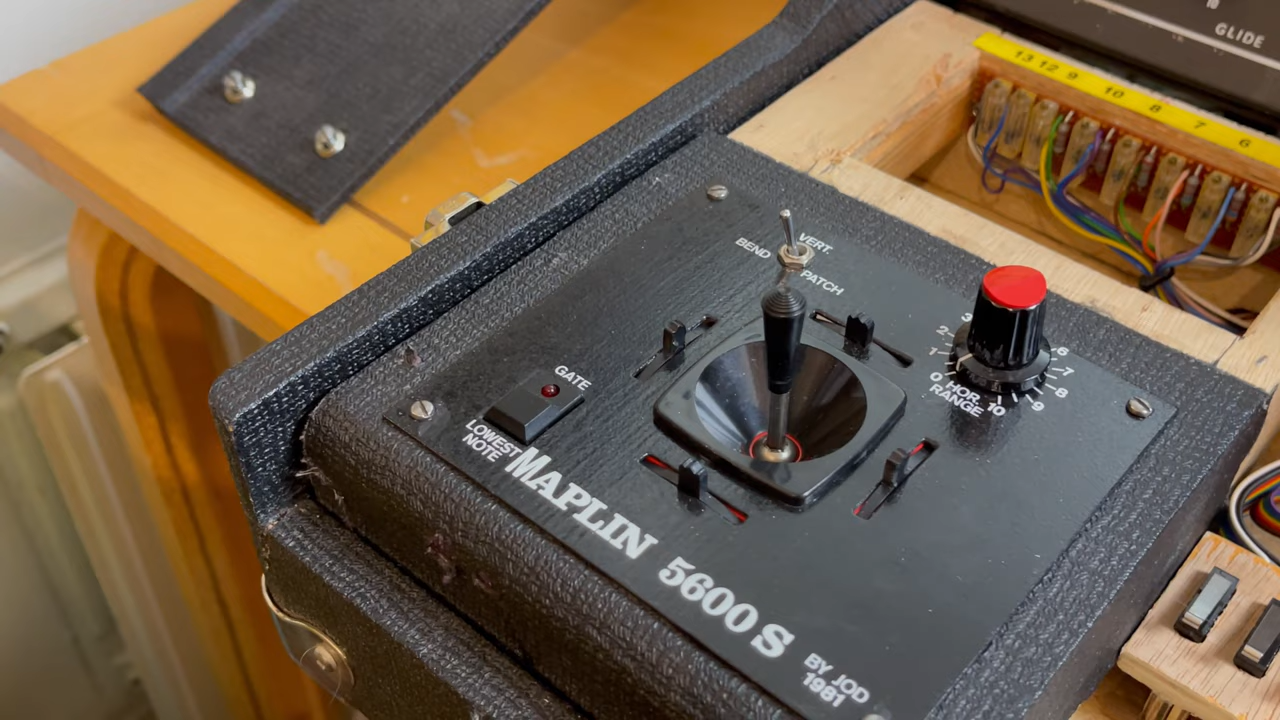 GLIDE
13 12 9 10 8 7 6
VERT.
BEND
PATCH
3
2
1
0
6
7
8
9
10
HOR.
RANGE
GATE
LOWEST
NOTE
MAPLIN 5600S
BY JOD
1981